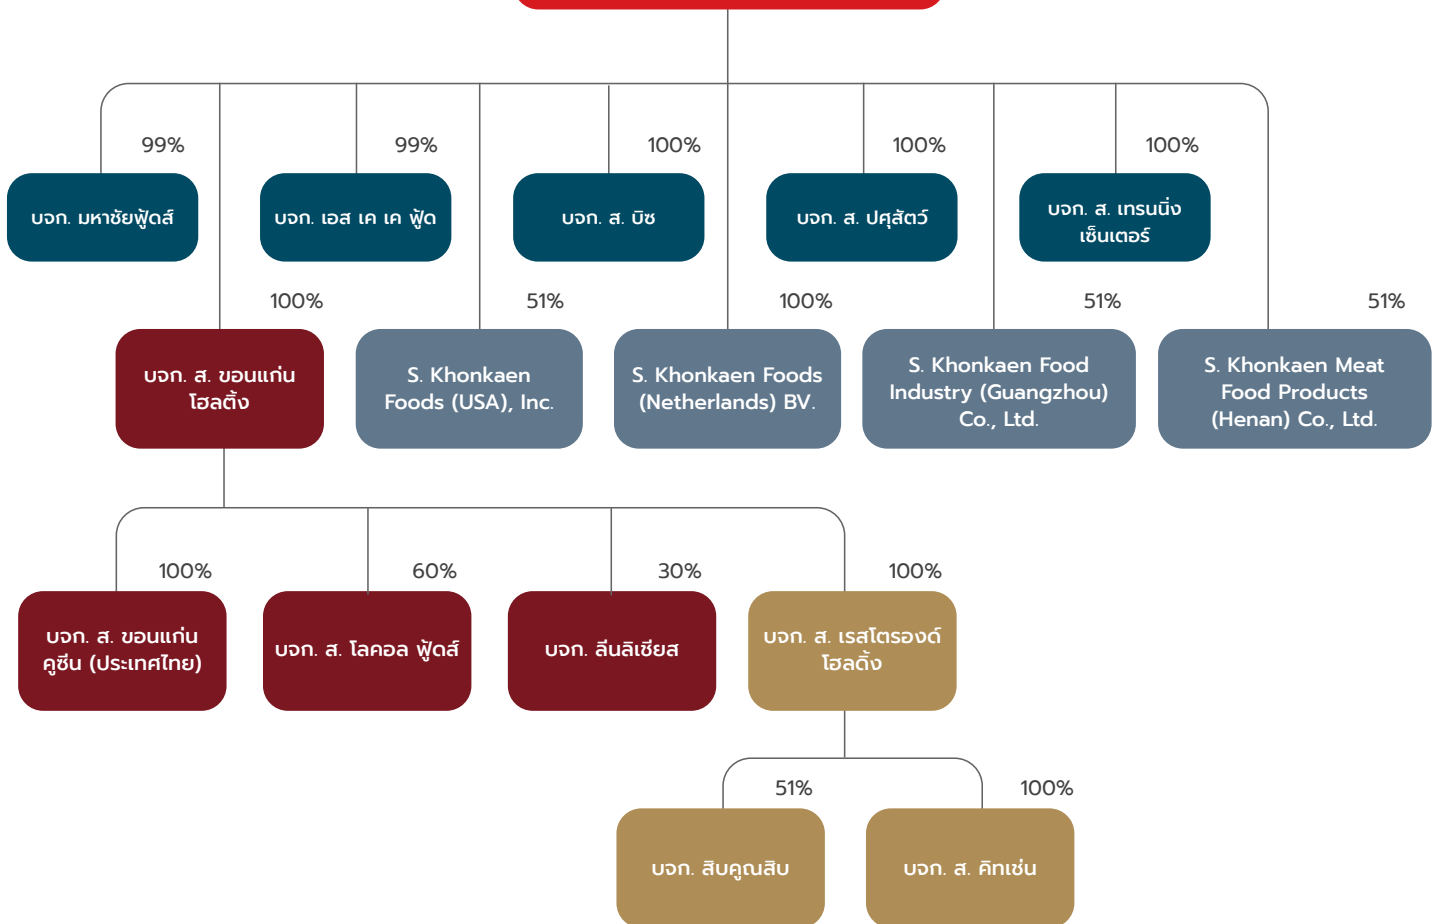 99%
99%
100%
100%
100%
บจก. มหาชัยฟู้ดส์
บจก. เอส เค เค ฟู้ด
บจก. ส. บิซ
บจก. ส. ปศุสัตว์
บจก. ส. เทรนนิ่ง
เซ็นเตอร์
100%
51%
100%
51%
51%
บจก. ส. ขอนแก่น
โฮลติ้ง
S. Khonkaen
Foods (USA), Inc.
S. Khonkaen Foods
(Netherlands) BV.
S. Khonkaen Food
Industry (Guangzhou)
Co., Ltd.
S. Khonkaen Meat
Food Products
(Henan) Co., Ltd.
100%
60%
30%
100%
บจก. ส. ขอนแก่น
คูซีน (ประเทศไทย)
บจก. ส. โลคอล ฟู้ดส์
บจก. ลีนลิเชียส
บจก. ส. เรสโตรองด์
โฮลดิ้ง
51%
100%
บจก. สิบคูณสิบ
บจก. ส. คิทเช่น